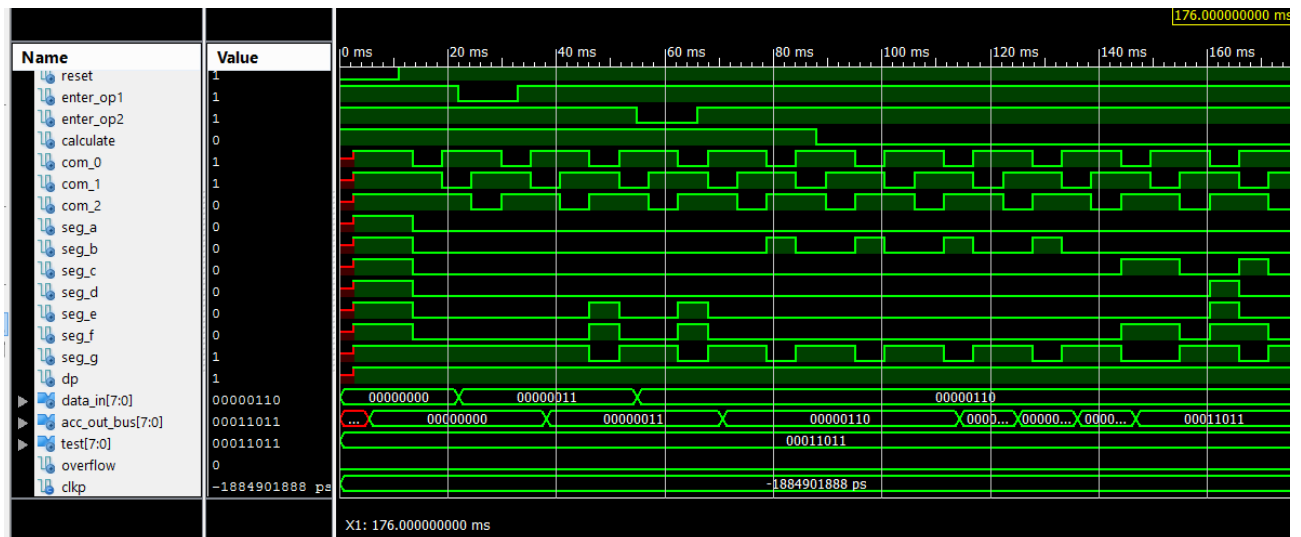 176.000000000 ms
Name Value 0 ms 20 ms 40 ms 60 ms 80 ms 100 ms 120 ms 140 ms 160 ms
reset 1
enter_op1 1
enter_op2 1
calculate 0
com_0 1
com_1 1
com_2 0
seg_a 0
seg_b 0
seg_c 0
seg_d 0
seg_e 0
seg_f 0
seg_g 1
dp 1
data_in[7:0] 00000110 00000000 00000011 00000110
acc_out_bus[7:0] 00011011 ... 00000000 00000011 00000110 0000... 00000... 0000... 00011011
test[7:0] 00011011 00011011
overflow 0
clkp -1884901888 ps -1884901888 ps
X1: 176.000000000 ms